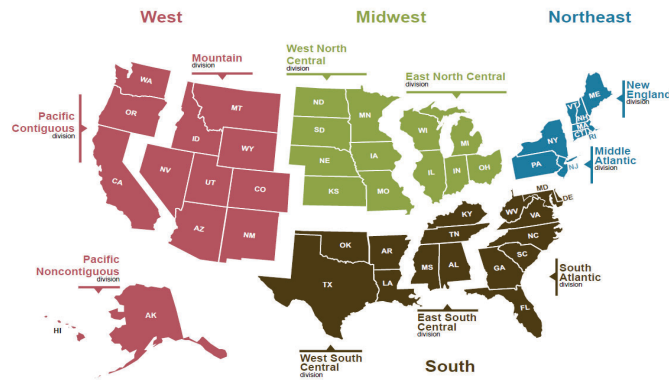 West
Midwest
Northeast
Mountain
division
West North
Central
division
East North Central
division
New
England
division
Pacific
Contiguous
division
Middle
Atlantic
division
WA
OR
CA
MT
ID
WY
NV
UT
CO
AZ
NM
ND
SD
NE
KS
MN
IA
MO
WI
MI
IL
IN
OH
VT
ME
NH
MA
CT
RI
NY
PA
NJ
Pacific
Noncontiguous
division
HI
AK
OK
TX
AR
LA
KY
TN
MS
AL
MD
DE
WV
VA
NC
SC
GA
FL
South
Atlantic
division
East South
Central
division
West South
Central
division
South